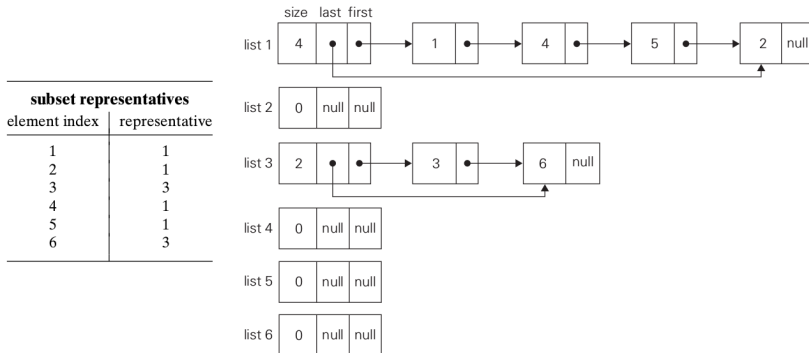 subset representatives
element index representative
1 1
2 1
3 3
4 1
5 1
6 3
size last first
list 1 4 1 4 5 2 null
list 2 0 null null
list 3 2 3 6 null
list 4 0 null null
list 5 0 null null
list 6 0 null null